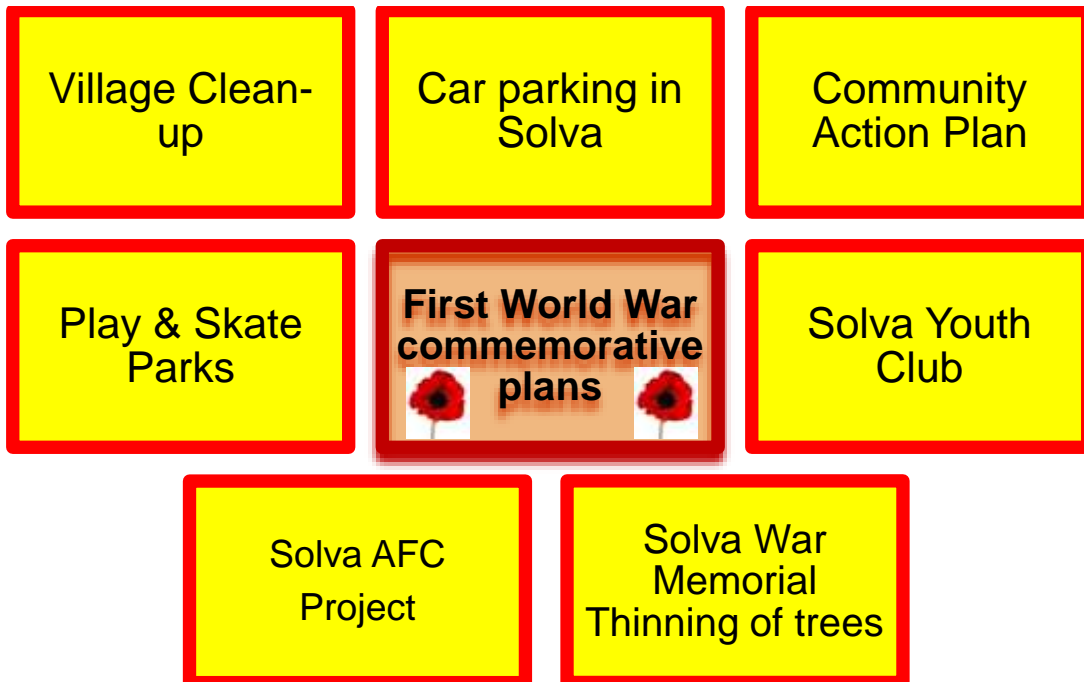 Village Clean-
up
Car parking in
Solva
Community
Action Plan
Play & Skate
Parks
First World War
commemorative
plans
Solva Youth
Club
Solva AFC
Project
Solva War
Memorial
Thinning of trees